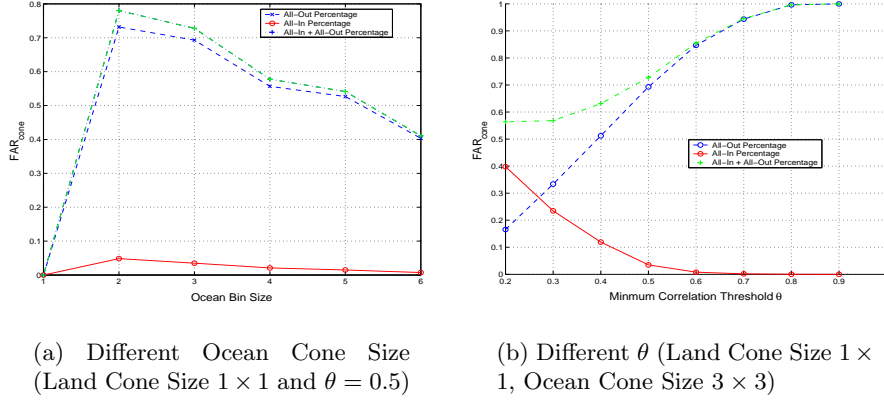 0.8
0.7
0.6
0.5
0.4
0.3
0.2
0.1
0
FAR_cone
1 2 3 4 5 6
Ocean Bin Size
All-Out Percentage
All-In Percentage
All-In + All-Out Percentage
1
0.9
0.8
0.7
0.6
0.5
0.4
0.3
0.2
0.1
0
FAR_cone
0.2 0.3 0.4 0.5 0.6 0.7 0.8 0.9
Minmum Correlation Threshold θ
All-Out Percentage
All-In Percentage
All-In + All-Out Percentage
(a) Different Ocean Cone Size
(Land Cone Size 1 × 1 and θ = 0.5)
(b) Different θ (Land Cone Size 1 ×
1, Ocean Cone Size 3 × 3)